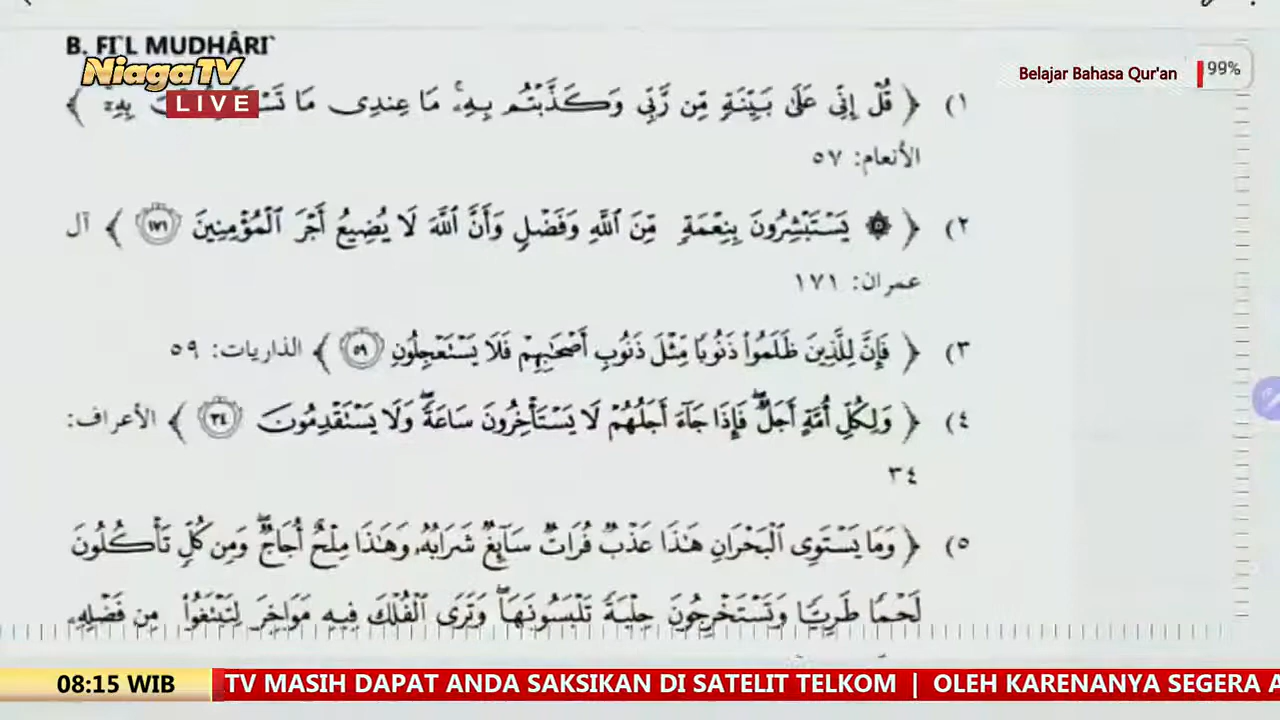 B. FI`L MUDHÂRI`
NiagaTV
LIVE
Belajar Bahasa Qur'an
99%
١) ﴿ قُلْ إِنِّى عَلَىٰ بَيِّنَةٍ مِّن رَّبِّى وَكَذَّبْتُم بِهِۦ ۚ مَا عِندِى مَا بِهِۦٓ ﴾
الأنعام: ٥٧
٢) ﴿ ۞ يَسْتَبْشِرُونَ بِنِعْمَةٍ مِّنَ ٱللَّهِ وَفَضْلٍ وَأَنَّ ٱللَّهَ لَا يُضِيعُ أَجْرَ ٱلْمُؤْمِنِينَ ١٧١ ﴾ آل
عمران: ١٧١
٣) ﴿ فَإِنَّ لِلَّذِينَ ظَلَمُوا۟ ذَنُوبًا مِّثْلَ ذَنُوبِ أَصْحَـٰبِهِمْ فَلَا يَسْتَعْجِلُونِ ٥٩ ﴾ الذاريات: ٥٩
٤) ﴿ وَلِكُلِّ أُمَّةٍ أَجَلٌ ۖ فَإِذَا جَآءَ أَجَلُهُمْ لَا يَسْتَأْخِرُونَ سَاعَةً ۖ وَلَا يَسْتَقْدِمُونَ ٣٤ ﴾ الأعراف:
٣٤
٥) ﴿ وَمَا يَسْتَوِى ٱلْبَحْرَانِ هَـٰذَا عَذْبٌ فُرَاتٌ سَآئِغٌ شَرَابُهُۥ وَهَـٰذَا مِلْحٌ أُجَاجٌ ۖ وَمِن كُلٍّ تَأْكُلُونَ
لَحْمًا طَرِيًّا وَتَسْتَخْرِجُونَ حِلْيَةً تَلْبَسُونَهَا ۖ وَتَرَى ٱلْفُلْكَ فِيهِ مَوَاخِرَ لِتَبْتَغُوا۟ مِن فَضْلِهِۦ
08:15 WIB
TV MASIH DAPAT ANDA SAKSIKAN DI SATELIT TELKOM | OLEH KARENANYA SEGERA A